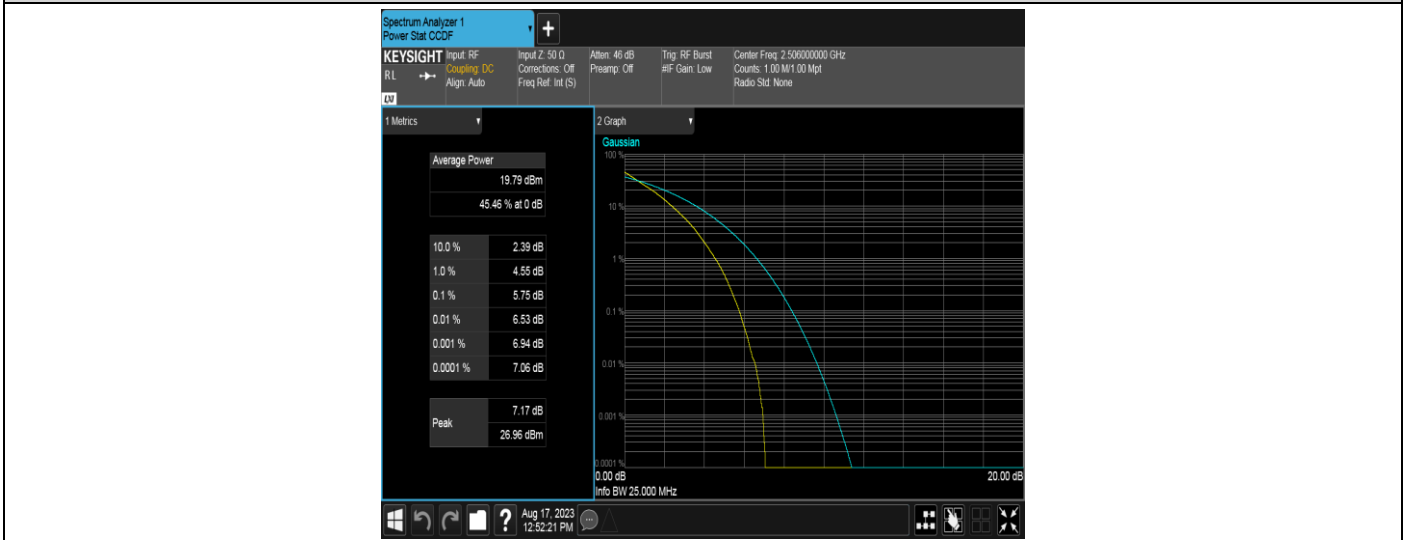 Spectrum Analyzer 1
Power Stat CCDF
+
KEYSIGHT
RL
LXI
Input: RF
Coupling: DC
Align: Auto
Input Z: 50 Ω
Corrections: Off
Freq Ref: Int (S)
Atten: 46 dB
Preamp: Off
Trig: RF Burst
#IF Gain: Low
Center Freq: 2.506000000 GHz
Counts: 1.00 M/1.00 Mpt
Radio Std: None
1 Metrics
Average Power
19.79 dBm
45.46 % at 0 dB
10.0 % 2.39 dB
1.0 % 4.55 dB
0.1 % 5.75 dB
0.01 % 6.53 dB
0.001 % 6.94 dB
0.0001 % 7.06 dB
Peak
7.17 dB
26.96 dBm
2 Graph
Gaussian
100 %
10 %
1 %
0.1 %
0.01 %
0.001 %
0.0001 %
0.00 dB
20.00 dB
Info BW 25.000 MHz
?
Aug 17, 2023
12:52:21 PM